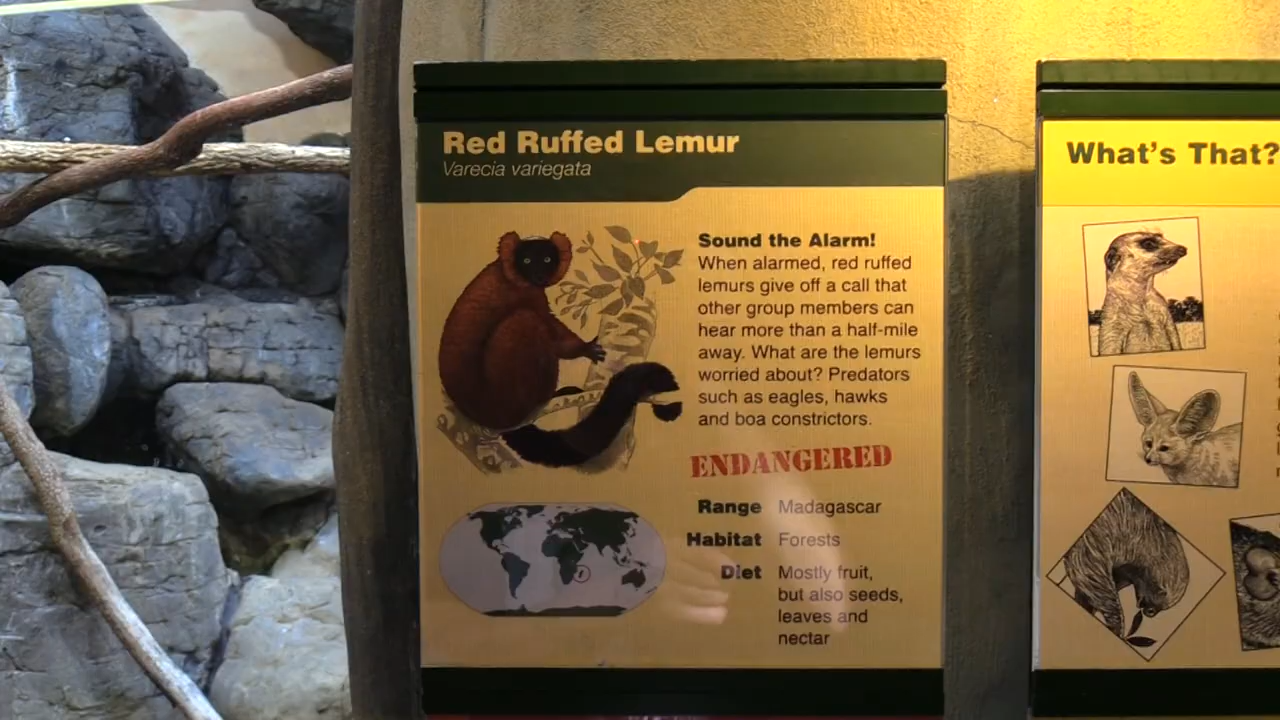 Red Ruffed Lemur
Varecia variegata
Sound the Alarm!
When alarmed, red ruffed
lemurs give off a call that
other group members can
hear more than a half-mile
away. What are the lemurs
worried about? Predators
such as eagles, hawks
and boa constrictors.
ENDANGERED
Range Madagascar
Habitat Forests
Diet Mostly fruit,
but also seeds,
leaves and
nectar
What's That?